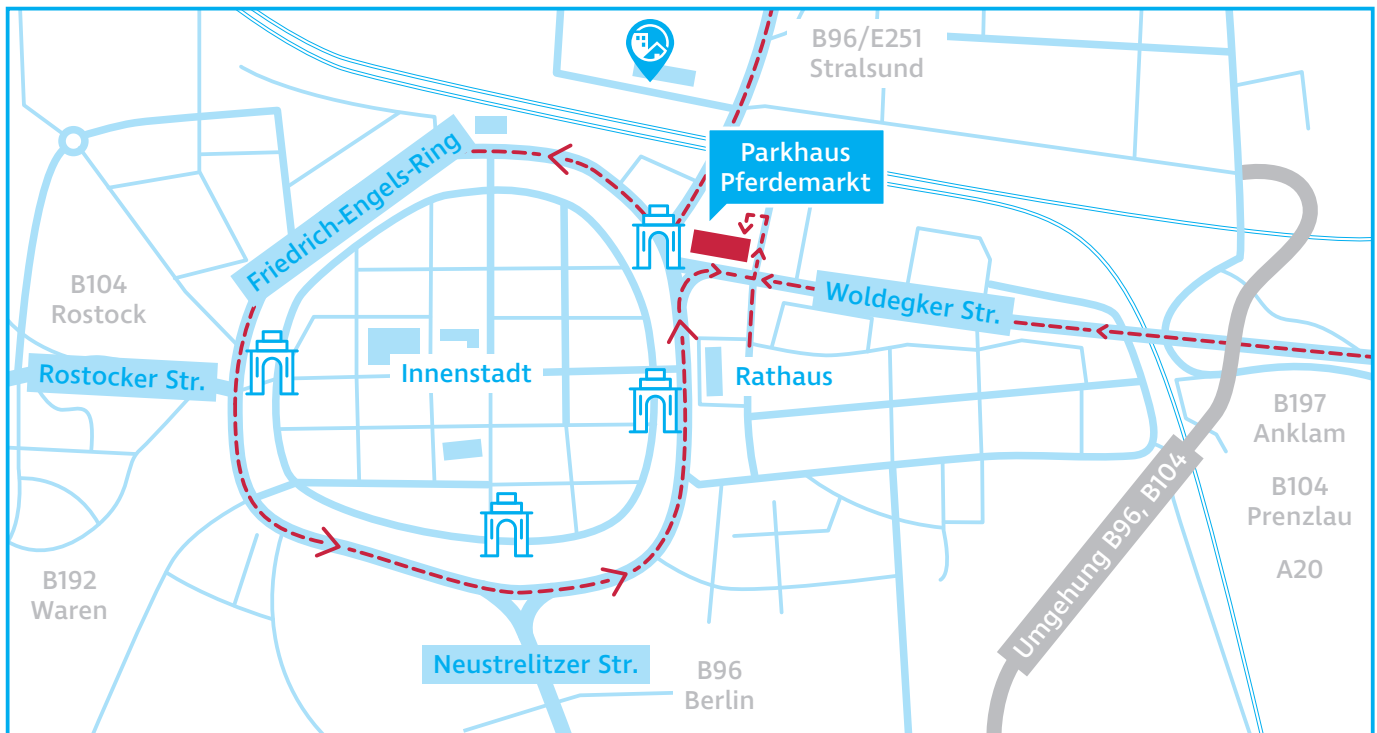 B96/E251
Stralsund
Parkhaus
Pferdemarkt
Friedrich-Engels-Ring
B104
Rostock
Woldegker Str.
Rostocker Str.
Innenstadt
Rathaus
B197
Anklam
B104
Prenzlau
A20
Umgehung B96, B104
B192
Waren
Neustrelitzer Str.
B96
Berlin